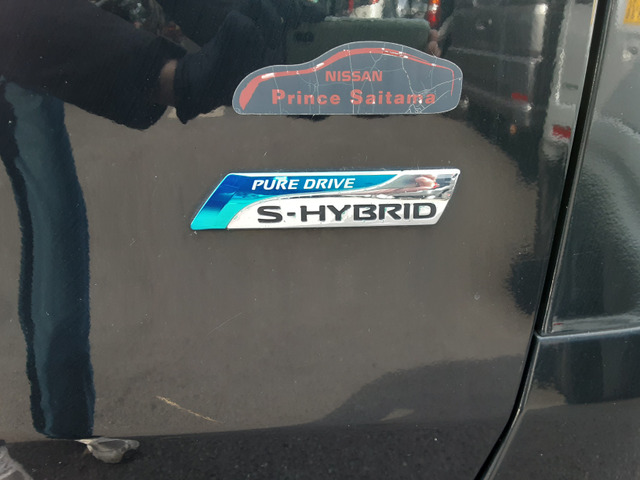 NISSAN
Prince Saitama
PURE DRIVE
S-HYBRID